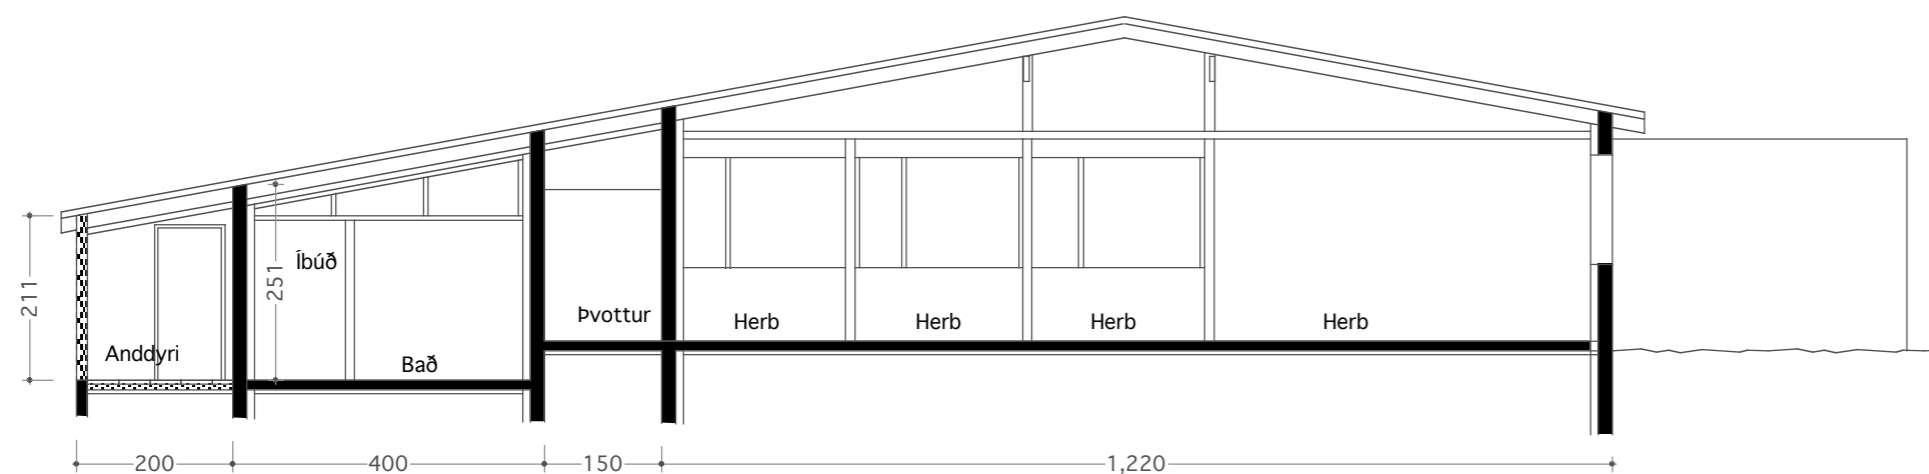 Íbúð
251
211
Þvottur
Herb
Herb
Herb
Herb
Anddyri
Bað
200
400
150
1,220